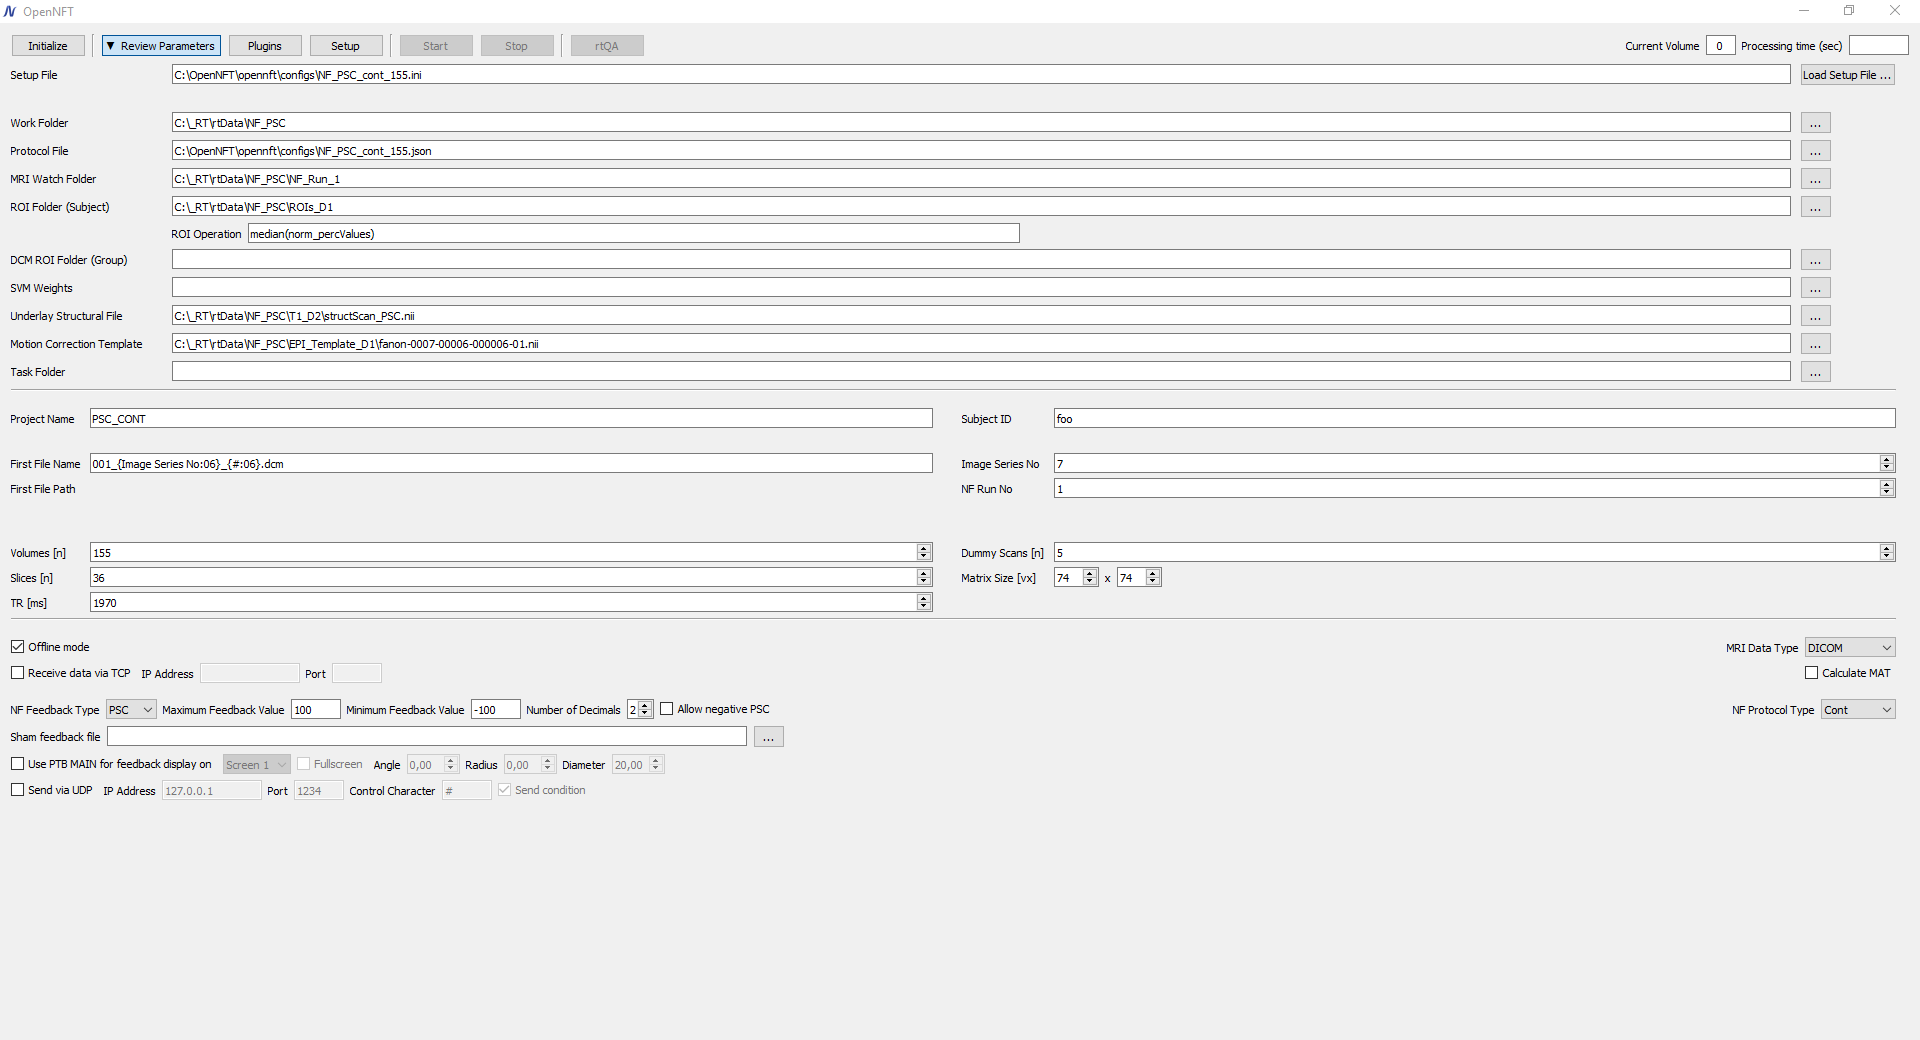 OpenNFT
Initialize ▼ Review Parameters Plugins Setup Start Stop rtQA Current Volume 0 Processing time (sec)
Setup File C:\OpenNFT\opennft\configs\NF_PSC_cont_155.ini Load Setup File ...
Work Folder C:\_RT\rtData\NF_PSC ...
Protocol File C:\OpenNFT\opennft\configs\NF_PSC_cont_155.json ...
MRI Watch Folder C:\_RT\rtData\NF_PSC\NF_Run_1 ...
ROI Folder (Subject) C:\_RT\rtData\NF_PSC\ROIs_D1 ...
ROI Operation median(norm_percValues)
DCM ROI Folder (Group) ...
SVM Weights ...
Underlay Structural File C:\_RT\rtData\NF_PSC\T1_D2\structScan_PSC.nii ...
Motion Correction Template C:\_RT\rtData\NF_PSC\EPI_Template_D1\fanon-0007-00006-000006-01.nii ...
Task Folder ...
Project Name PSC_CONT Subject ID foo
First File Name 001_{Image Series No:06}_{#:06}.dcm Image Series No 7
First File Path NF Run No 1
Volumes [n] 155 Dummy Scans [n] 5
Slices [n] 36 Matrix Size [vx] 74 x 74
TR [ms] 1970
Offline mode MRI Data Type DICOM
Receive data via TCP IP Address Port Calculate MAT
NF Feedback Type PSC Maximum Feedback Value 100 Minimum Feedback Value -100 Number of Decimals 2 Allow negative PSC NF Protocol Type Cont
Sham feedback file ...
Use PTB MAIN for feedback display on Screen 1 Fullscreen Angle 0,00 Radius 0,00 Diameter 20,00
Send via UDP IP Address 127.0.0.1 Port 1234 Control Character # Send condition